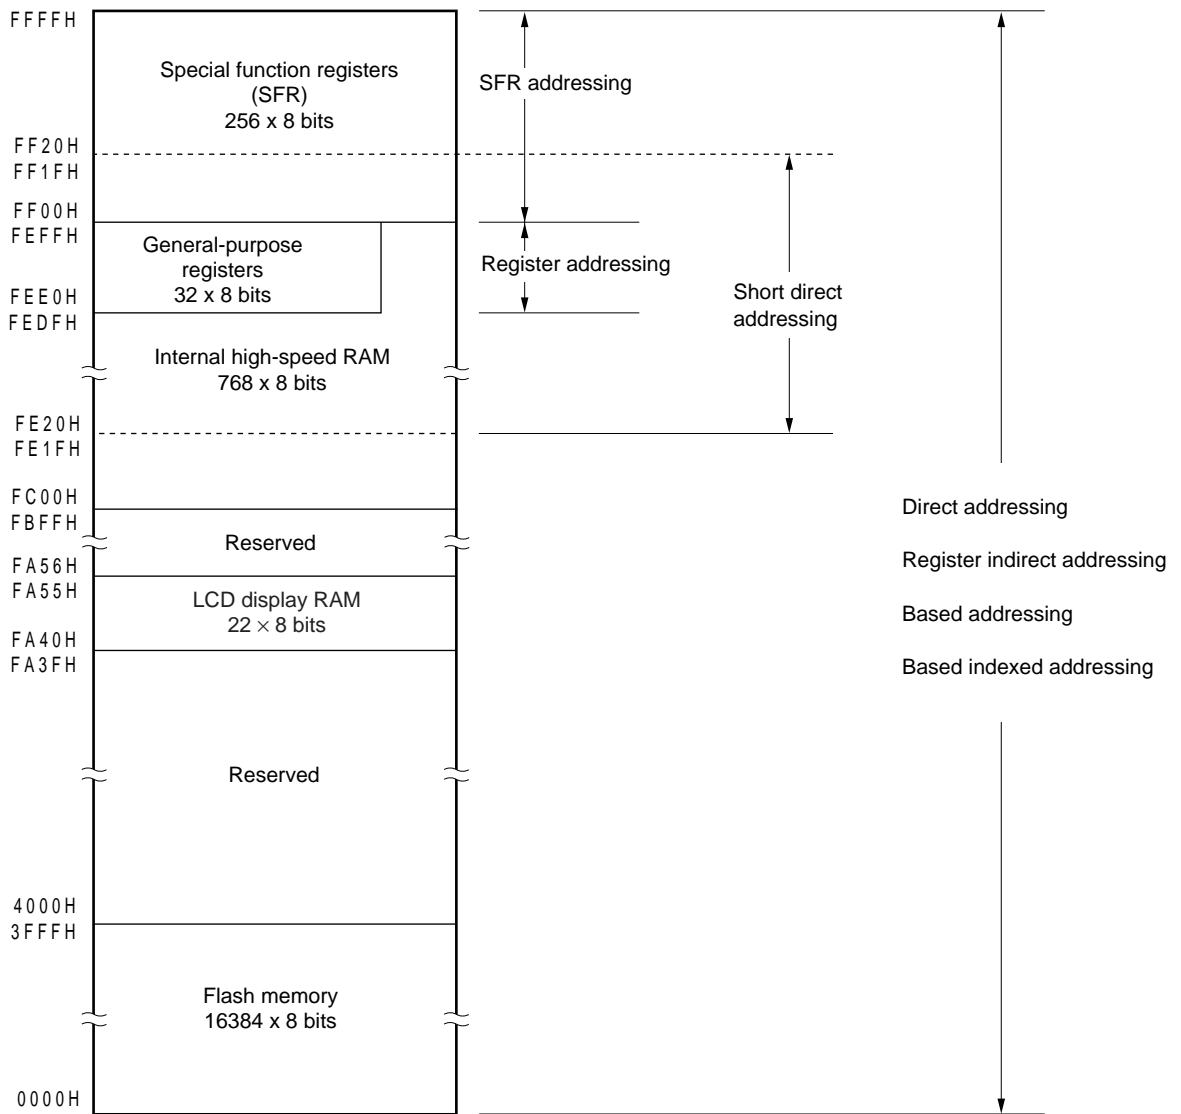 FFFFH
Special function registers
(SFR)
256 x 8 bits
SFR addressing
FF20H
FF1FH
FF00H
FEFFH
General-purpose
registers
32 x 8 bits
Register addressing
FEE0H
FEDFH
Short direct
addressing
Internal high-speed RAM
768 x 8 bits
FE20H
FE1FH
FC00H
FBFFH
Reserved
FA56H
FA55H
LCD display RAM
22 × 8 bits
FA40H
FA3FH
Direct addressing
Register indirect addressing
Based addressing
Based indexed addressing
Reserved
4000H
3FFFH
Flash memory
16384 x 8 bits
0000H